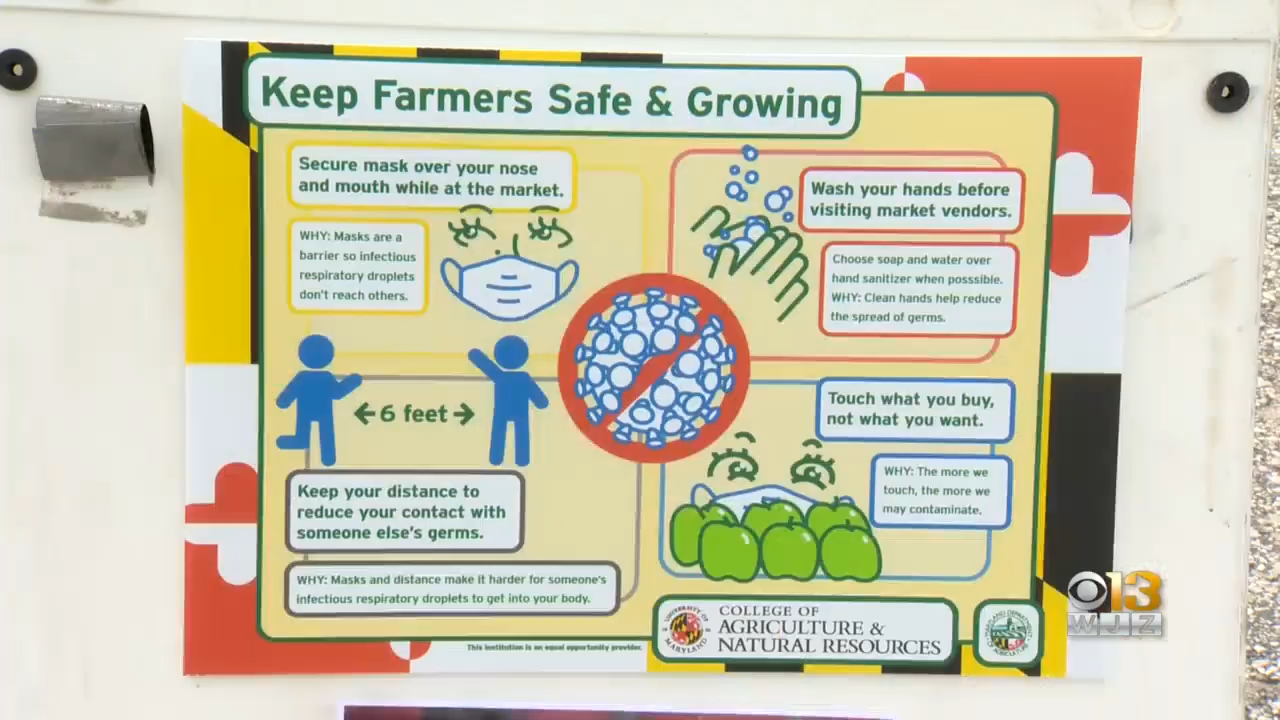 Keep Farmers Safe & Growing
Secure mask over your nose
and mouth while at the market.
WHY: Masks are a
barrier so infectious
respiratory droplets
don't reach others.
Wash your hands before
visiting market vendors.
Choose soap and water over
hand sanitizer when posssible.
WHY: Clean hands help reduce
the spread of germs.
←6 feet→
Keep your distance to
reduce your contact with
someone else's germs.
WHY: Masks and distance make it harder for someone's
infectious respiratory droplets to get into your body.
Touch what you buy,
not what you want.
WHY: The more we
touch, the more we
may contaminate.
This institution is an equal opportunity provider.
UNIVERSITY OF
MARYLAND
COLLEGE OF
AGRICULTURE &
NATURAL RESOURCES
MARYLAND DEPARTMENT
OF AGRICULTURE
13
WJZ